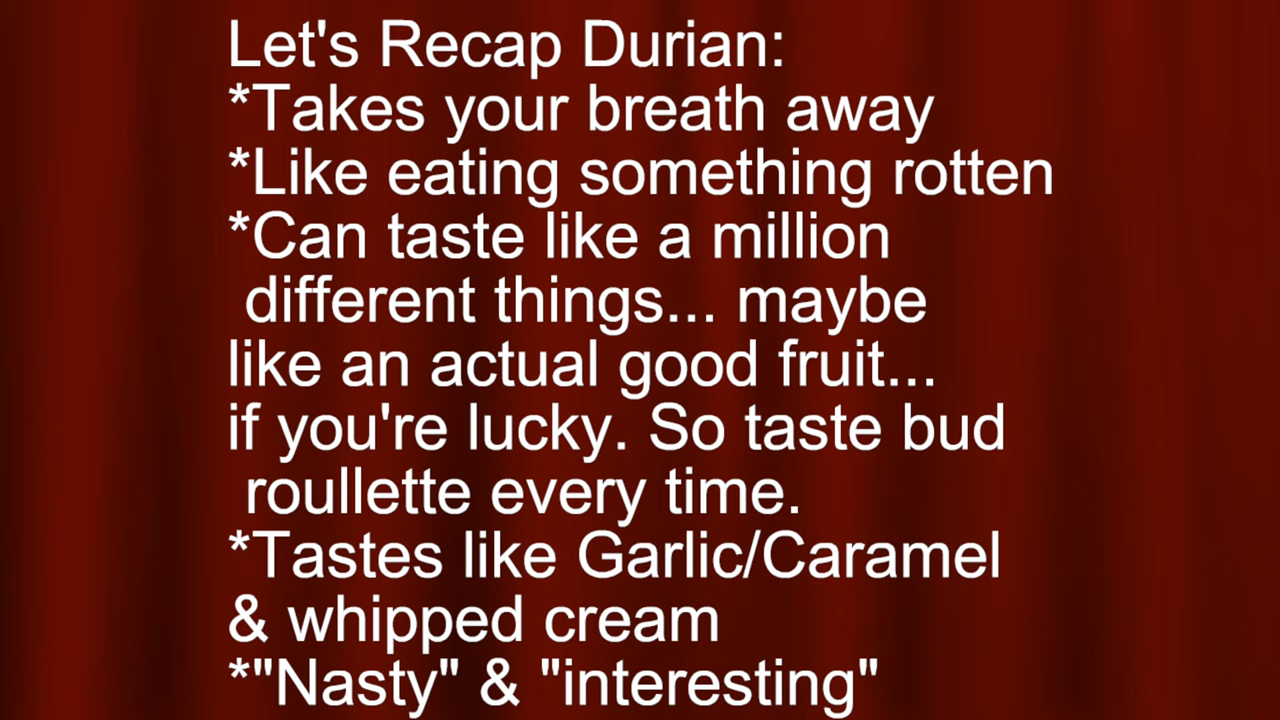 Let's Recap Durian:
*Takes your breath away
*Like eating something rotten
*Can taste like a million
different things... maybe
like an actual good fruit...
if you're lucky. So taste bud
roullette every time.
*Tastes like Garlic/Caramel
& whipped cream
*"Nasty" & "interesting"